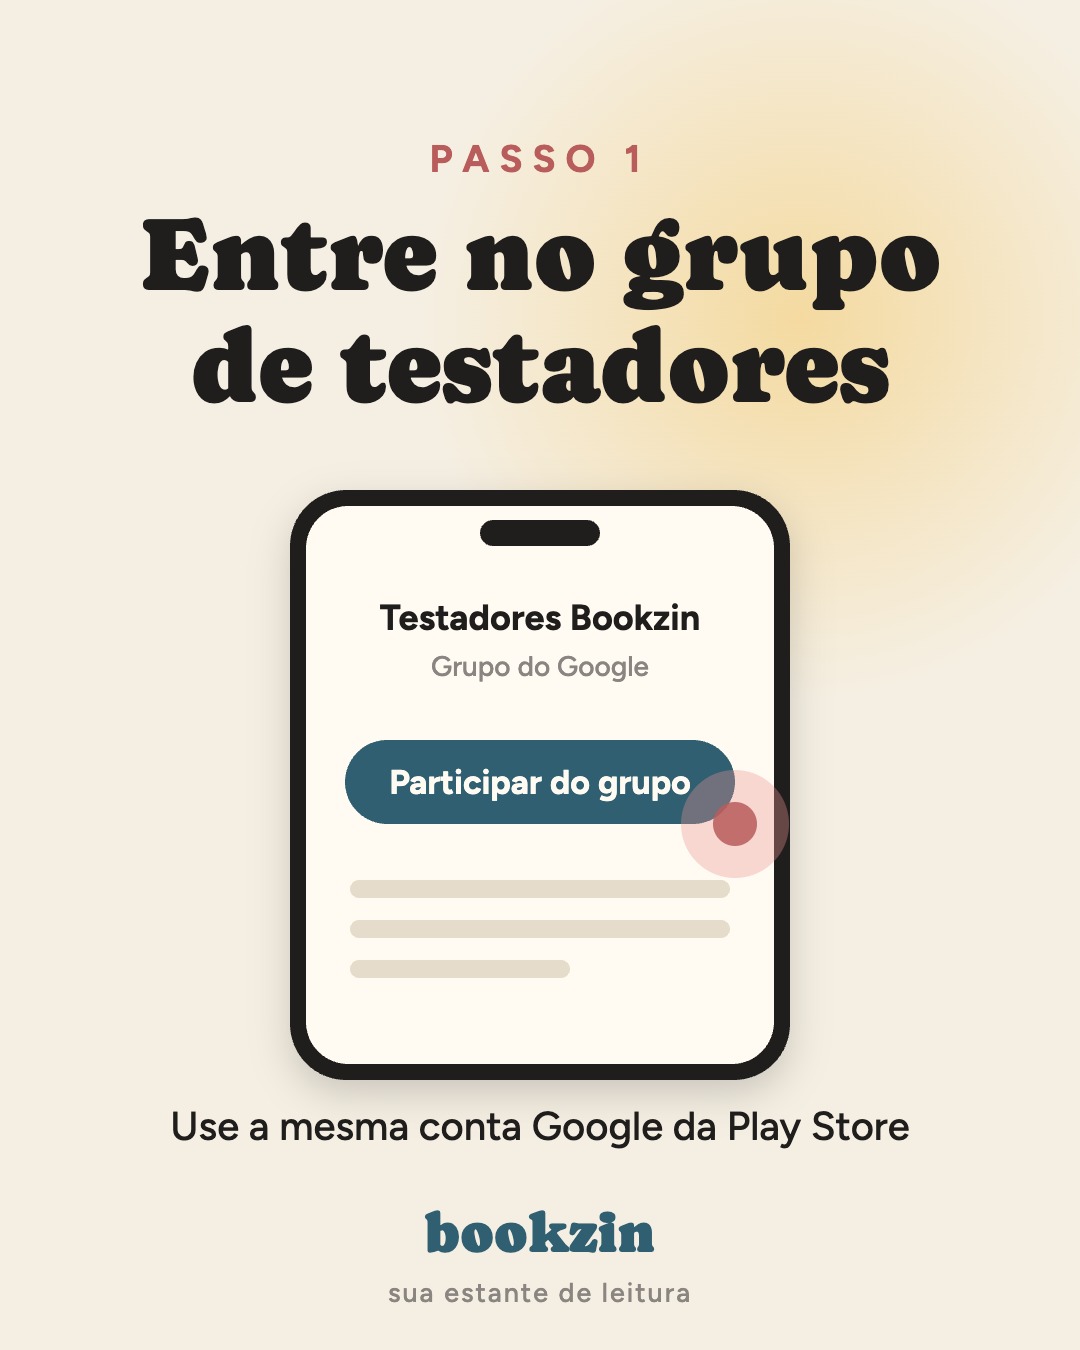 PASSO 1
Entre no grupo
de testadores
Testadores Bookzin
Grupo do Google
Participar do grupo
Use a mesma conta Google da Play Store
bookzin
sua estante de leitura